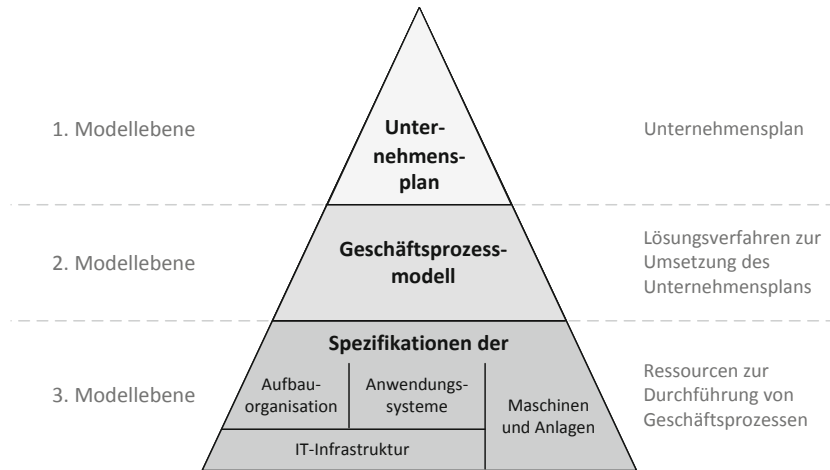 1. Modellebene
Unter-
nehmens-
plan
Unternehmensplan
2. Modellebene
Geschäftsprozess-
modell
Lösungsverfahren zur
Umsetzung des
Unternehmensplans
3. Modellebene
Spezifikationen der
Aufbau-
organisation
Anwendungs-
systeme
Maschinen
und Anlagen
IT-Infrastruktur
Ressourcen zur
Durchführung von
Geschäftsprozessen